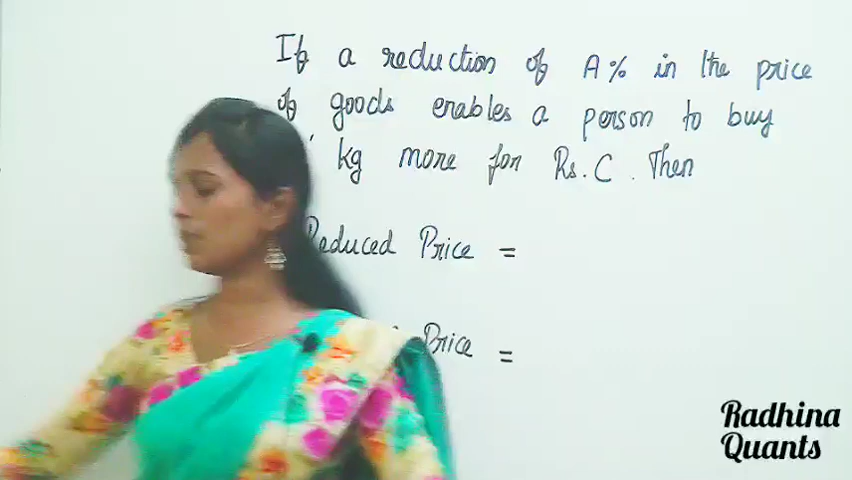 If a reduction of A% in the price
of goods enables a person to buy
kg more for Rs. C. Then
Reduced Price =
Price =
Radhina
Quants